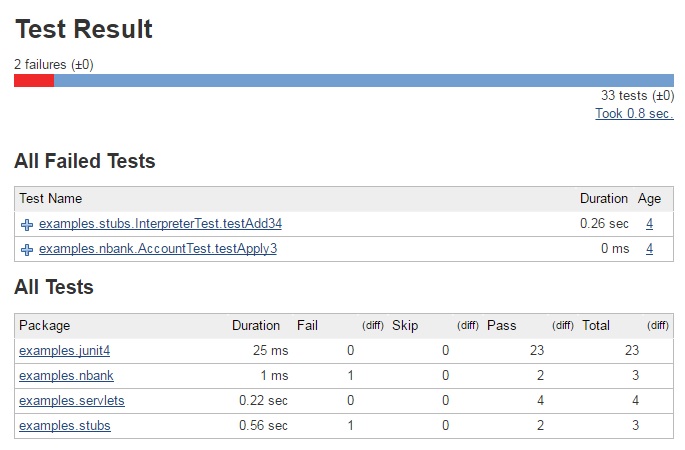 Test Result
2 failures (±0)
33 tests (±0)
Took 0.8 sec.
All Failed Tests
Test Name Duration Age
examples.stubs.InterpreterTest.testAdd34 0.26 sec 4
examples.nbank.AccountTest.testApply3 0 ms 4
All Tests
Package Duration Fail (diff) Skip (diff) Pass (diff) Total (diff)
examples.junit4 25 ms 0 0 23 23
examples.nbank 1 ms 1 0 2 3
examples.servlets 0.22 sec 0 0 4 4
examples.stubs 0.56 sec 1 0 2 3